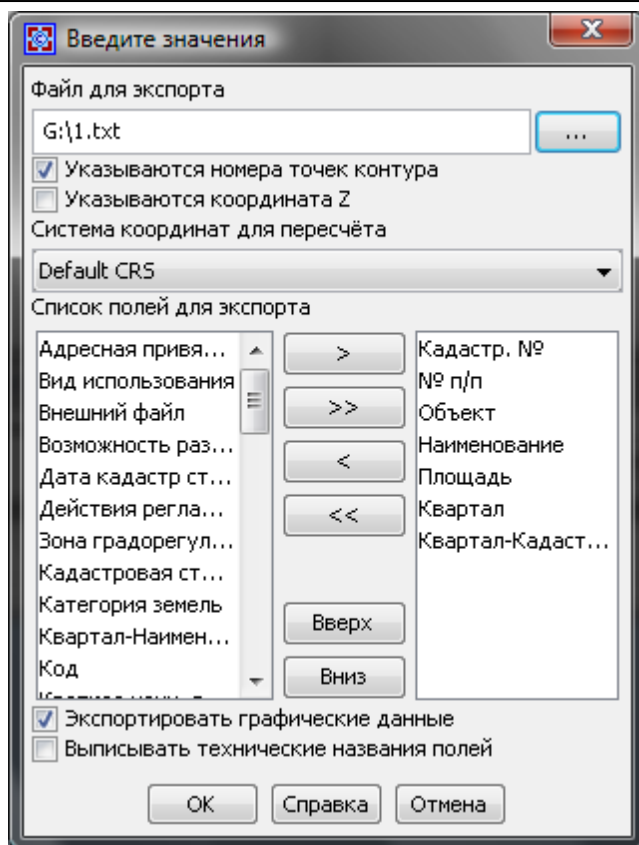 Введите значения
Файл для экспорта
G:\1.txt
...
Указываются номера точек контура
Указываются координата Z
Система координат для пересчёта
Default CRS
Список полей для экспорта
Адресная привя...
Вид использования
Внешний файл
Возможность раз...
Дата кадастр ст...
Действия регла...
Зона градорегул...
Кадастровая ст...
Категория земель
Квартал-Наимен...
Код
>
>>
<
<<
Вверх
Вниз
Кадастр. №
№ п/п
Объект
Наименование
Площадь
Квартал
Квартал-Кадаст...
Экспортировать графические данные
Выписывать технические названия полей
ОК
Справка
Отмена